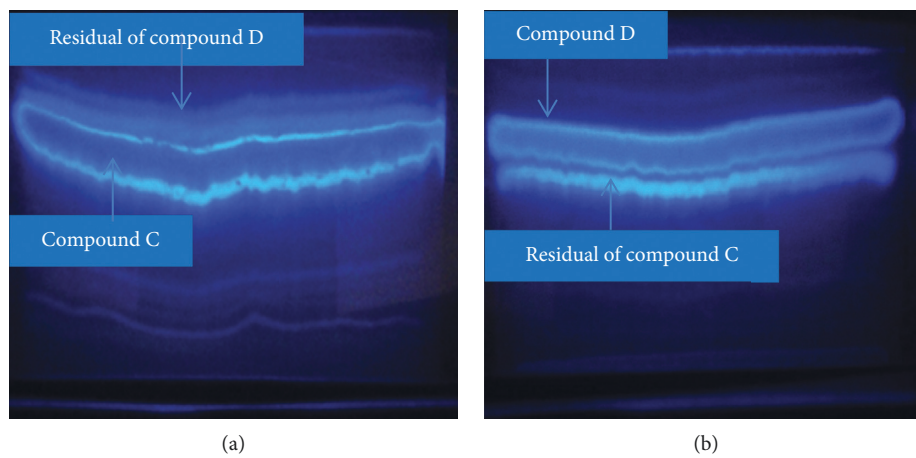 Residual of compound D
Compound C
(a)
Compound D
Residual of compound C
(b)